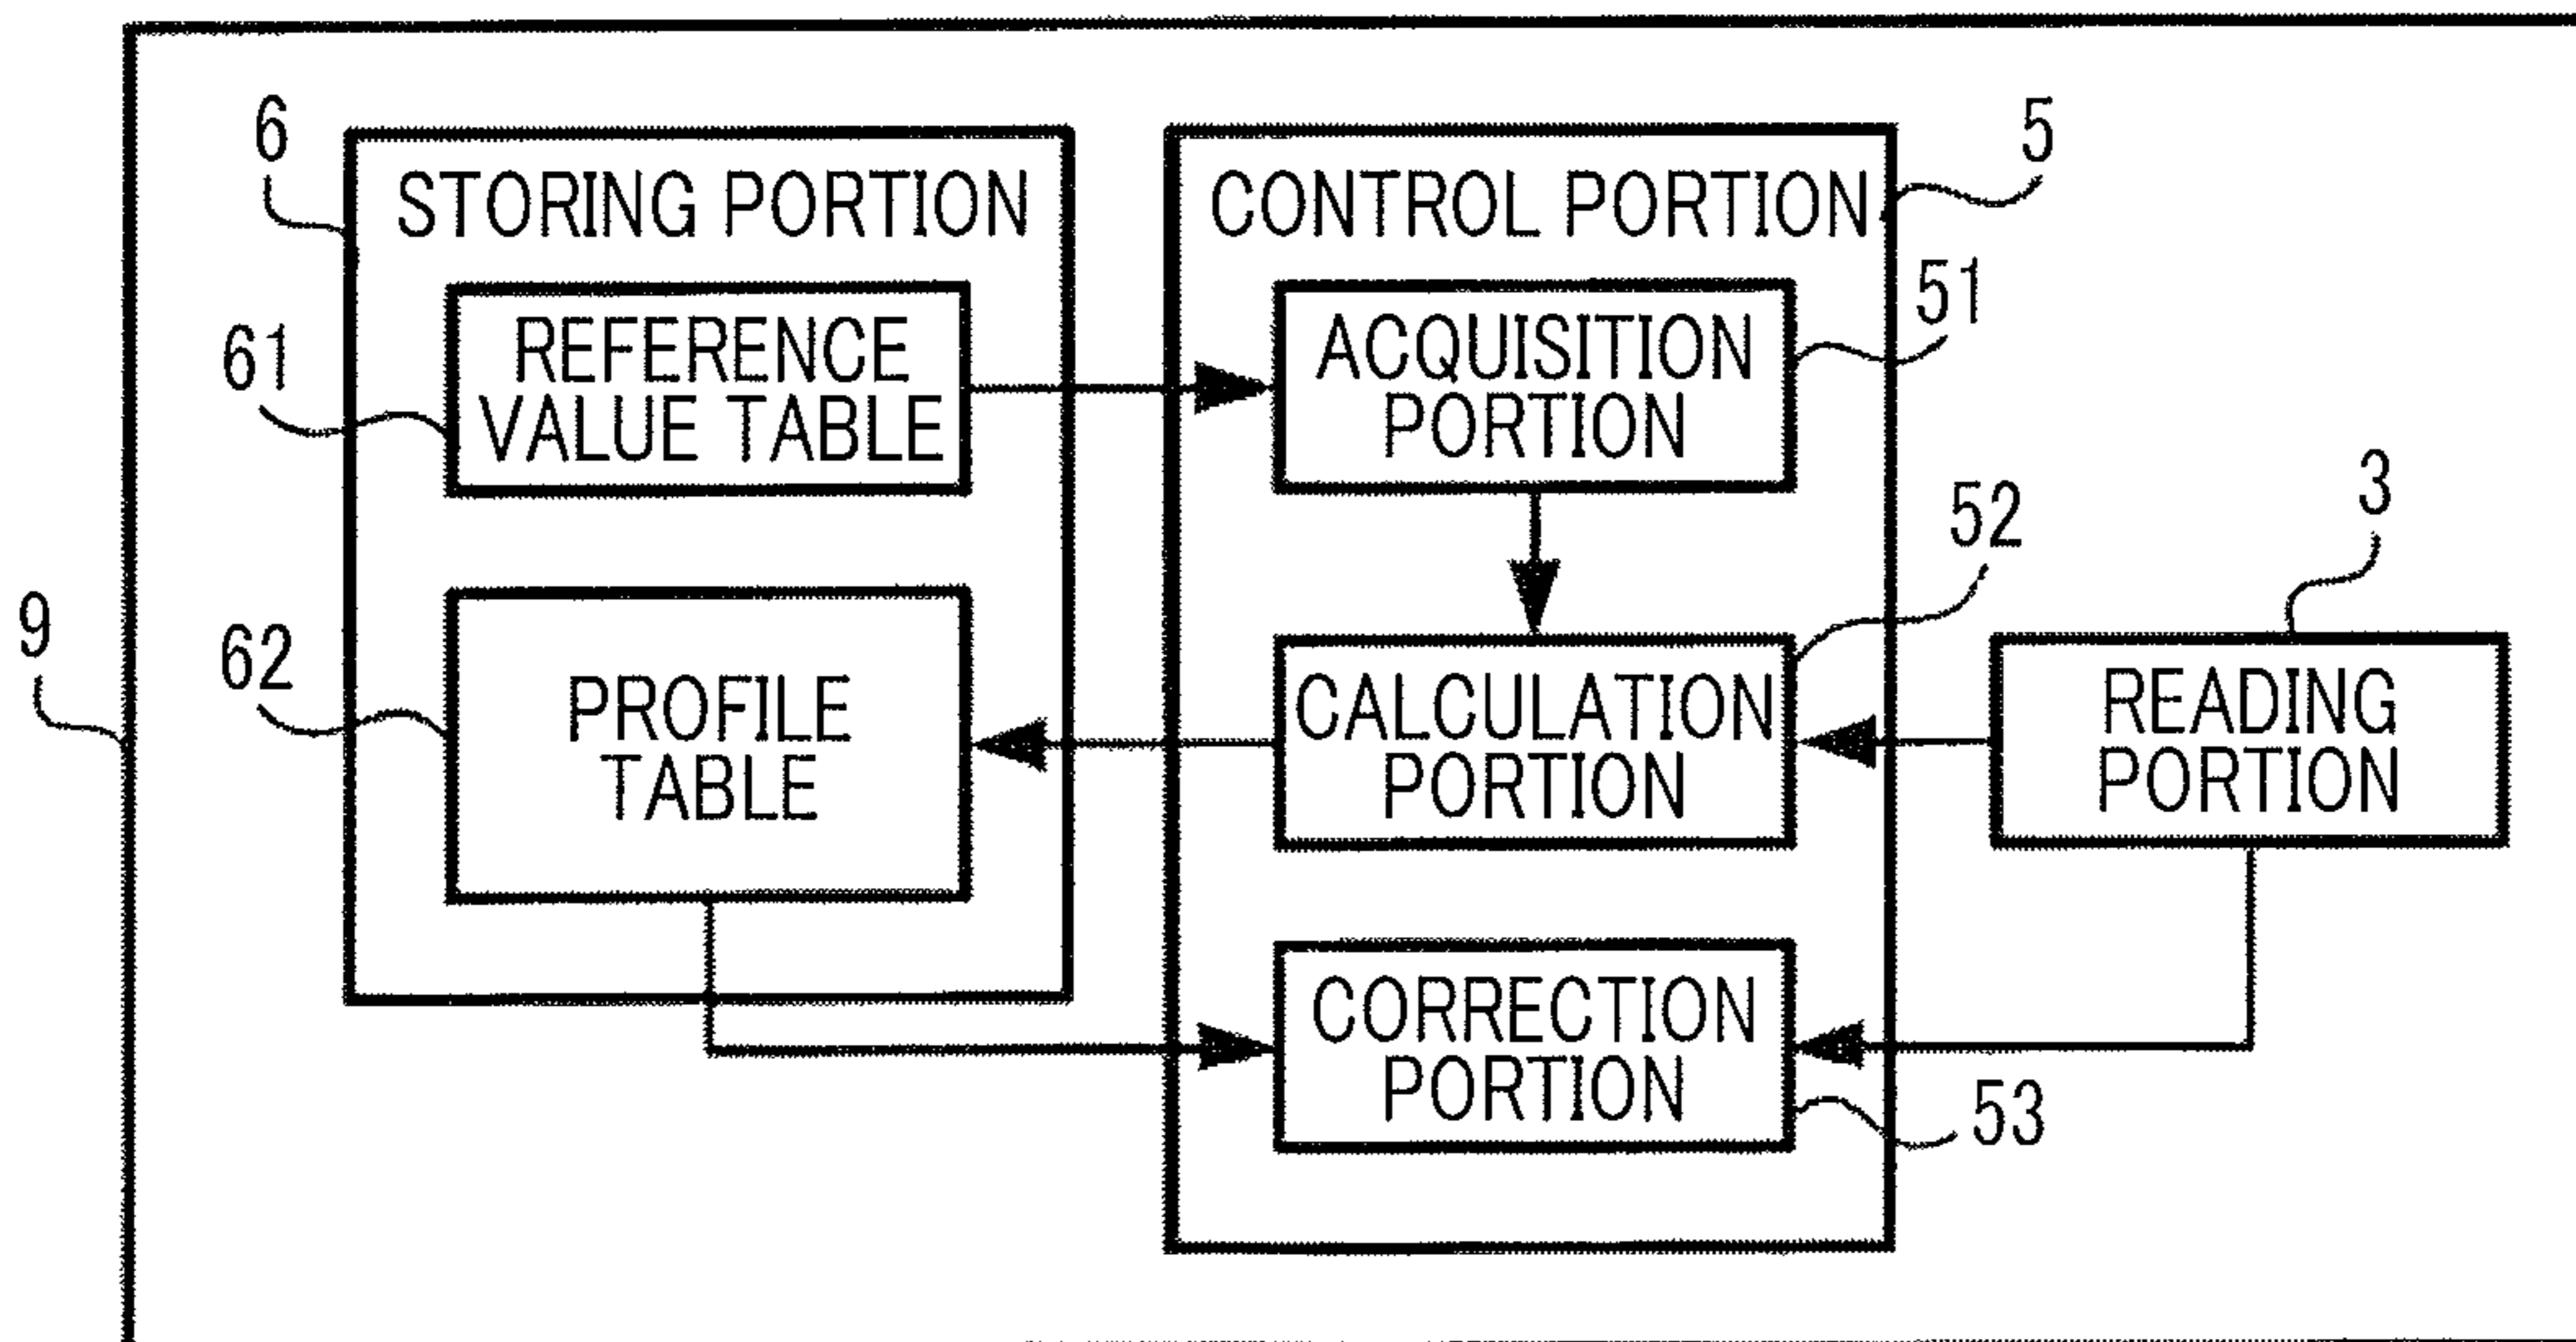 6
STORING PORTION
CONTROL PORTION
5
61
REFERENCE
VALUE TABLE
ACQUISITION
PORTION
51
9
62
PROFILE
TABLE
CALCULATION
PORTION
52
3
READING
PORTION
CORRECTION
PORTION
53